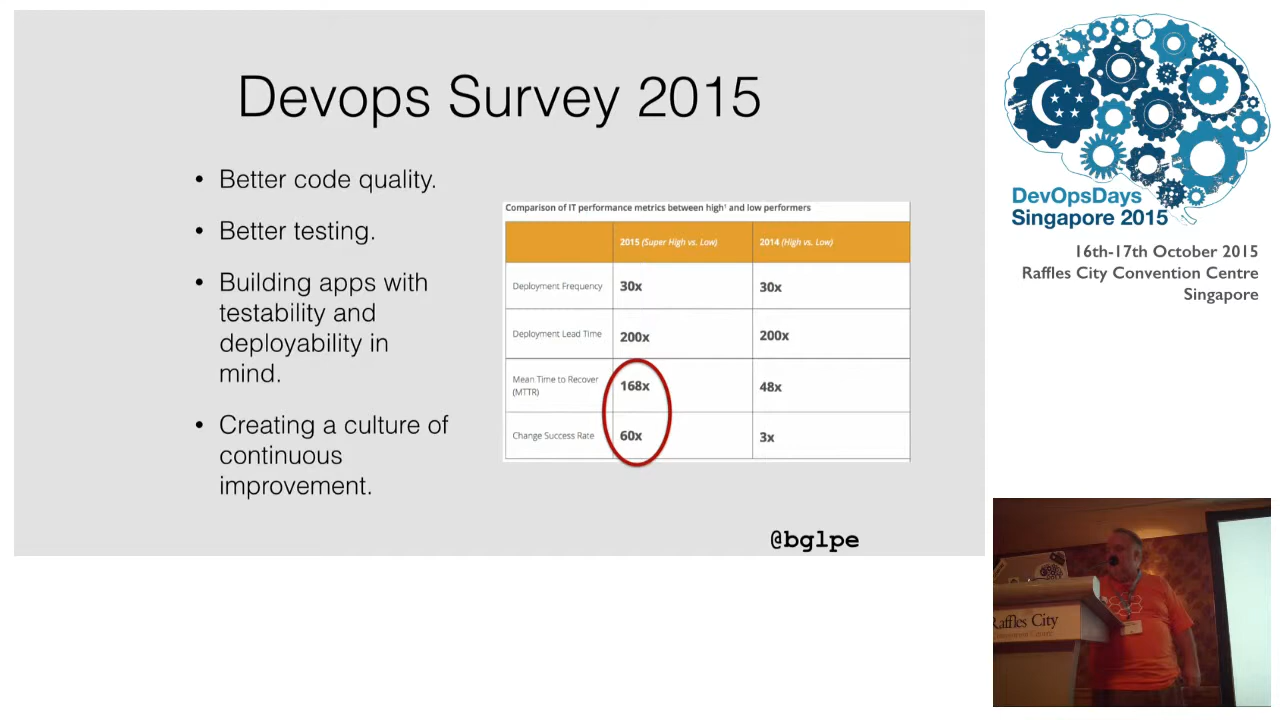 Devops Survey 2015
• Better code quality.
• Better testing.
• Building apps with
testability and
deployability in
mind.
• Creating a culture of
continuous
improvement.
Comparison of IT performance metrics between high¹ and low performers
2015 (Super High vs. Low) 2014 (High vs. Low)
Deployment Frequency 30x 30x
Deployment Lead Time 200x 200x
Mean Time to Recover
(MTTR) 168x 48x
Change Success Rate 60x 3x
@bglpe
DevOpsDays
Singapore 2015
16th-17th October 2015
Raffles City Convention Centre
Singapore
Raffles City
Convention Centre